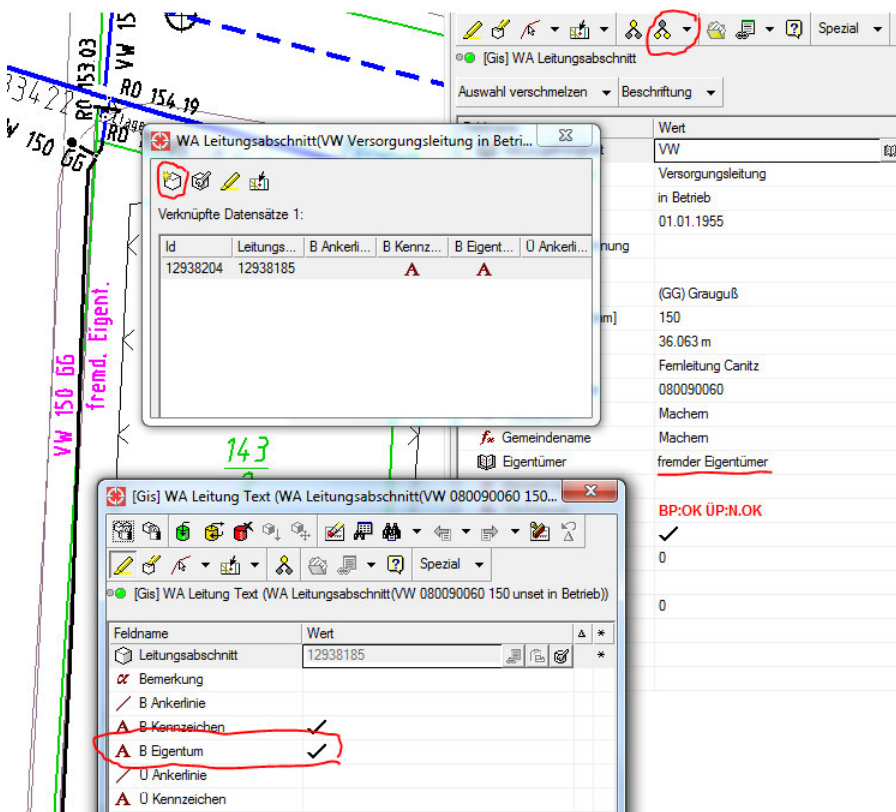 VW 15
RO 153.03
RO 154.19
33422
VW 150 GG
RO
VW 150 GG
fremd. Eigent.
143
Spezial
[Gis] WA Leitungsabschnitt
Auswahl verschmelzen
Beschriftung
Wert
VW
Versorgungsleitung
in Betrieb
01.01.1955
nung
(GG) Grauguß
m]
150
36.063 m
Fernleitung Canitz
080090060
Machern
Gemeindename
Machern
Eigentümer
fremder Eigentümer
BP:OK ÜP:N.OK
0
0
WA Leitungsabschnitt(VW Versorgungsleitung in Betri...
Verknüpfte Datensätze 1:
Id Leitungs... B Ankerli... B Kennz... B Eigent... Ü Ankerli...
12938204 12938185 A A
[Gis] WA Leitung Text (WA Leitungsabschnitt(VW 080090060 150...
Spezial
[Gis] WA Leitung Text (WA Leitungsabschnitt(VW 080090060 150 unset in Betrieb))
Feldname Wert
Leitungsabschnitt 12938185
Bemerkung
B Ankerlinie
A B Kennzeichen
A B Eigentum
Ü Ankerlinie
A Ü Kennzeichen